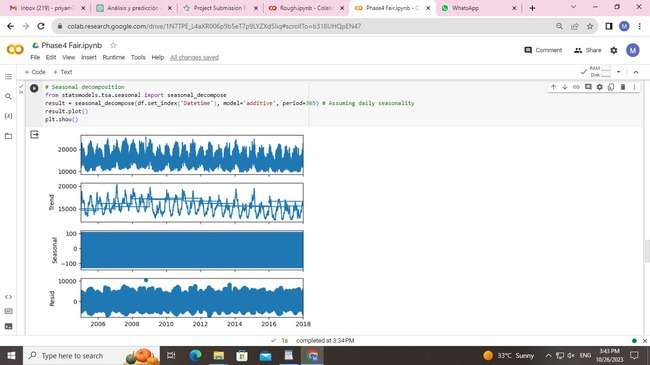 Inbox (219) - priyan
Análisis y predicción
Project Submission F
Rough.ipynb - Colab
Phase4 Fair.ipynb - C
WhatsApp
colab.research.google.com/drive/1N7TPE_L4aXR006p9b5eT7p9LYZXdSliq#scrollTo=b318UHQpEN47
Phase4 Fair.ipynb
File Edit View Insert Runtime Tools Help All changes saved
Comment Share M
+ Code + Text
RAM
Disk
# Seasonal decomposition
from statsmodels.tsa.seasonal import seasonal_decompose
result = seasonal_decompose(df.set_index('Datetime'), model='additive', period=365) # Assuming daily seasonality
result.plot()
plt.show()
20000
10000
20000
15000
Trend
100
0
-100
Seasonal
10000
0
Resid
2006 2008 2010 2012 2014 2016 2018
1s completed at 3:34 PM
Type here to search
33°C Sunny
ENG
3:43 PM
10/26/2023